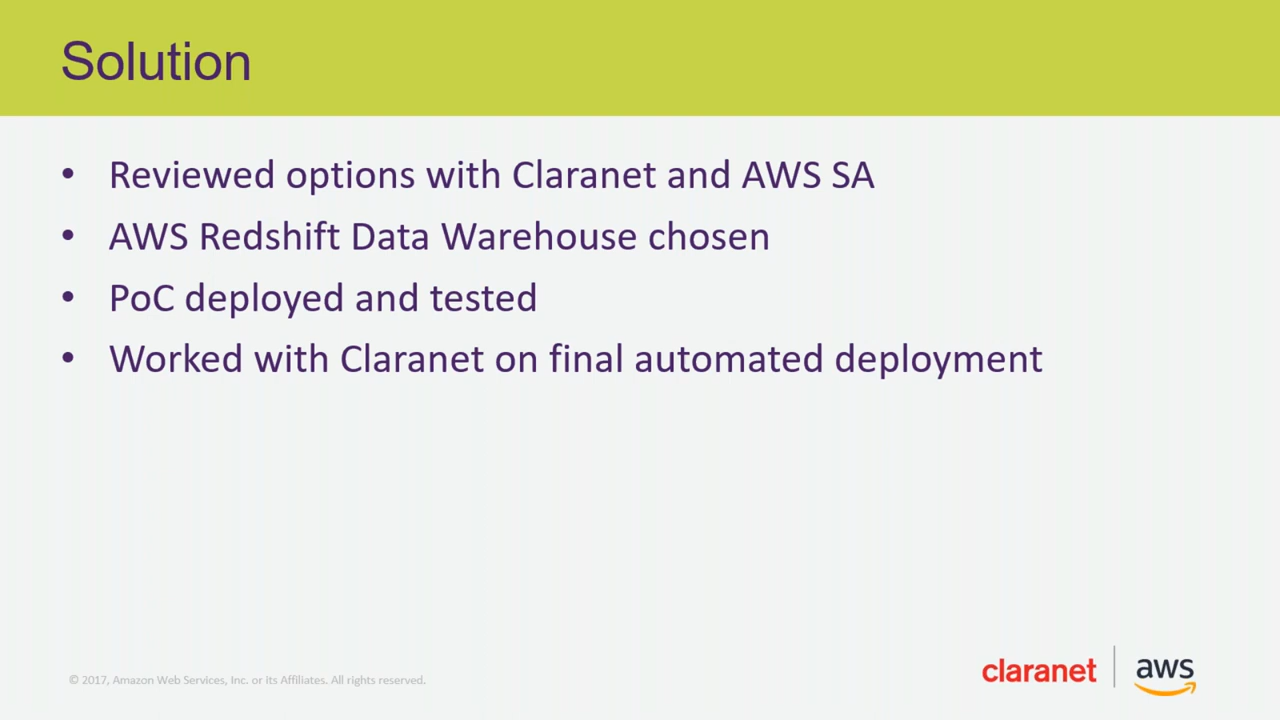 Solution
• Reviewed options with Claranet and AWS SA
• AWS Redshift Data Warehouse chosen
• PoC deployed and tested
• Worked with Claranet on final automated deployment
© 2017, Amazon Web Services, Inc. or its Affiliates. All rights reserved.
claranet | aws